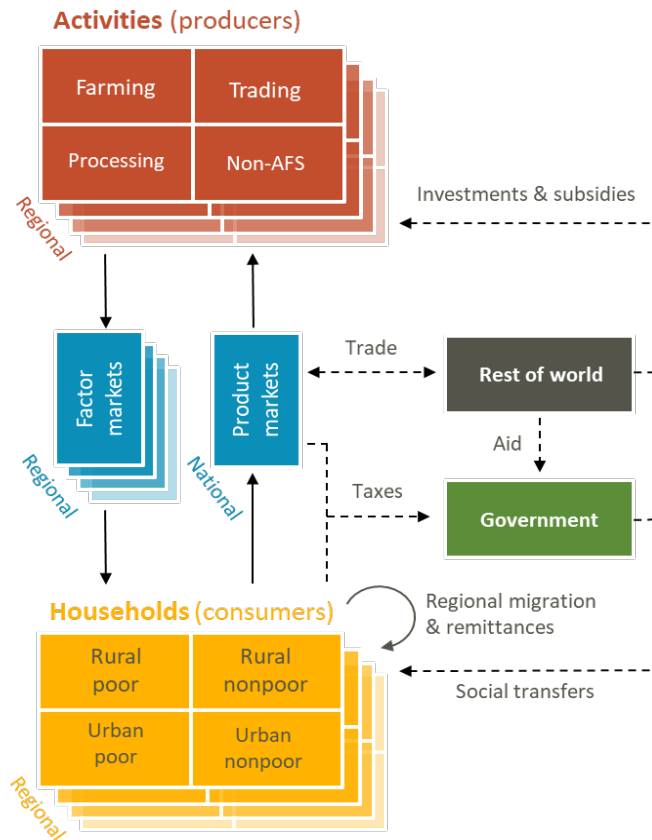 Activities (producers)
Farming
Trading
Processing
Non-AFS
Regional
Investments & subsidies
Factor
markets
Regional
Product
markets
National
Trade
Rest of world
Aid
Taxes
Government
Households (consumers)
Regional migration
& remittances
Rural
poor
Rural
nonpoor
Social transfers
Urban
poor
Urban
nonpoor
Regional